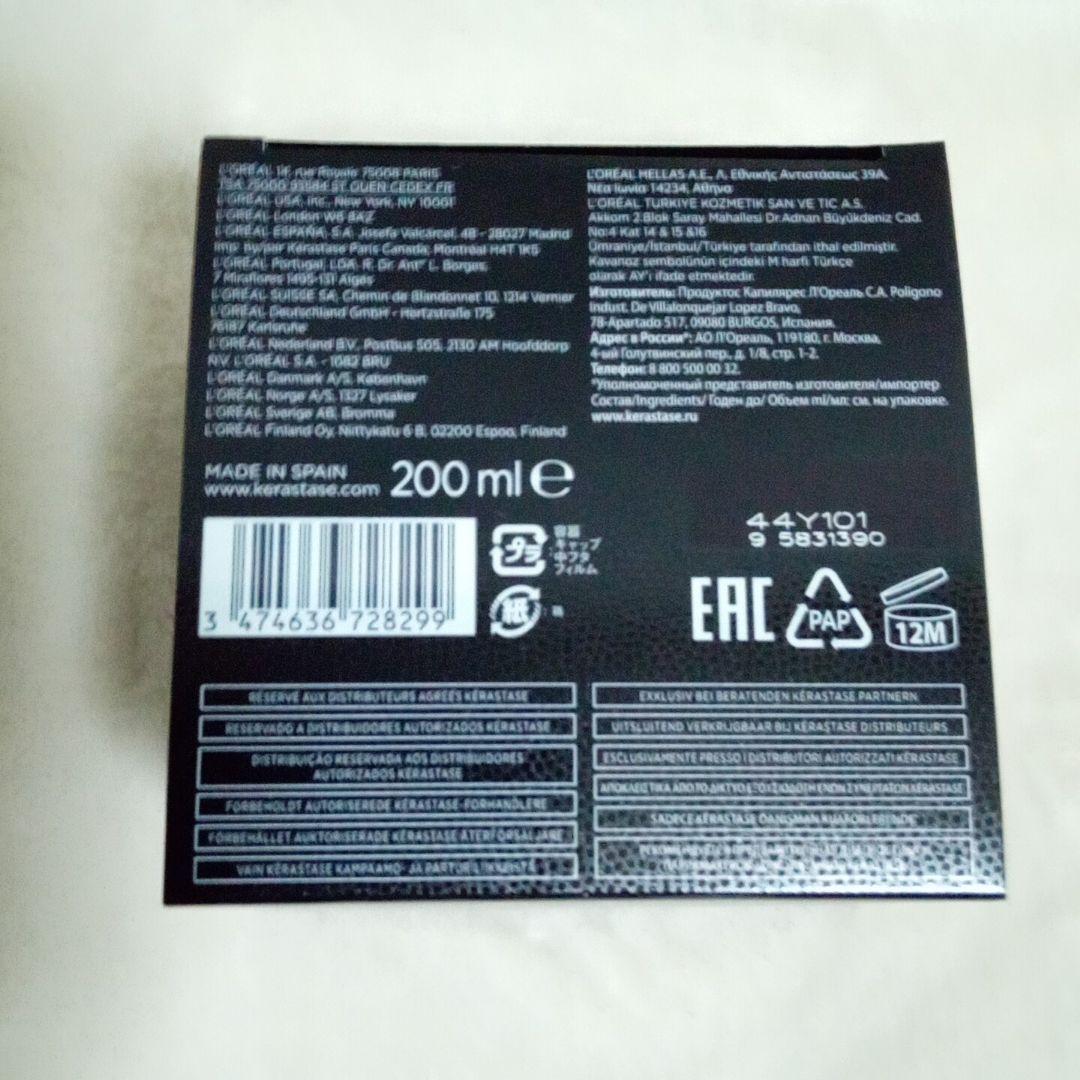 L'ORÉAL 14, rue Royale 75008 PARIS
TSA 75000 93584 ST OUEN CEDEX FR
L'ORÉAL USA, Inc., New York, NY 10001
L'ORÉAL London W6 8AZ
L'ORÉAL ESPAÑA, S.A. Josefa Valcárcel, 48 - 28027 Madrid
Imp. by/par Kérastase Paris Canada, Montréal H4T 1K5
L'ORÉAL Portugal, LDA. R. Dr. Antº L. Borges,
7 Miraflores 1495-131 Algés
L'ORÉAL SUISSE SA, Chemin de Blandonnet 10, 1214 Vernier
L'ORÉAL Deutschland GmbH - Hertzstraße 175
76187 Karlsruhe
L'ORÉAL Nederland B.V., Postbus 505, 2130 AM Hoofddorp
N.V. L'ORÉAL S.A. - 1082 BRU
L'ORÉAL Danmark A/S, København
L'ORÉAL Norge A/S, 1327 Lysaker
L'ORÉAL Sverige AB, Bromma
L'ORÉAL Finland Oy, Niittykatu 6 B, 02200 Espoo, Finland
MADE IN SPAIN
www.kerastase.com
200 ml e
3 474636 728299
プラ
容器
キャップ
中フタ
フィルム
紙
L'ORÉAL HELLAS A.E., Λ. Εθνικής Αντιστάσεως 39Α,
Νέα Ιωνία 14234, Αθήνα
L'ORÉAL TURKIYE KOZMETIK SAN VE TIC A.S.
Akkom 2.Blok Saray Mahallesi Dr.Adnan Büyükdeniz Cad.
No:4 Kat 14 & 15 &16
Ümraniye/İstanbul/Türkiye tarafından ithal edilmiştir.
Kavanoz sembolünün içindeki M harfi Türkçe
olarak AY'ı ifade etmektedir.
Изготовитель: Продуктос Капилярес Л'Ореаль С.А. Poligono
Indust. De Villalonquejar Lopez Bravo,
78-Apartado 517, 09080 BURGOS, Испания.
Адрес в России*: АО Л'Ореаль, 119180, г. Москва,
4-ый Голутвинский пер., д. 1/8, стр. 1-2.
Телефон: 8 800 500 00 32.
*Уполномоченный представитель изготовителя/импортер
Состав/Ingredients/ Годен до/ Объем ml/мл: см. на упаковке.
www.kerastase.ru
44Y101
9 5831390
EAC
PAP
12M
RÉSERVÉ AUX DISTRIBUTEURS AGRÉÉS KÉRASTASE
RESERVADO A DISTRIBUIDORES AUTORIZADOS KÉRASTASE
DISTRIBUIÇÃO RESERVADA AOS DISTRIBUIDORES
AUTORIZADOS KÉRASTASE
FORBEHOLDT AUTORISEREDE KÉRASTASE-FORHANDLERE
FÖRBEHÅLLET AUKTORISERADE KÉRASTASE ÅTERFÖRSÄLJARE
VAIN KÉRASTASE KAMPAAMO- JA
EXKLUSIV BEI BERATENDEN KÉRASTASE PARTNERN
UITSLUITEND VERKRIJGBAAR BIJ KÉRASTASE DISTRIBUTEURS
ESCLUSIVAMENTE PRESSO I DISTRIBUTORI AUTORIZZATI KÉRASTASE
ΑΠΟΚΛΕΙΣΤΙΚΑ ΑΠΟ ΤΟ ΔΙΚΤΥΟ ΕΞΟΥΣΙΟΔΟΤΗΜΕΝΩΝ ΣΥΝΕΡΓΑΤΩΝ KÉRASTASE
SADECE KÉRASTASE DANIŞMAN KUAFÖRLERİNDE